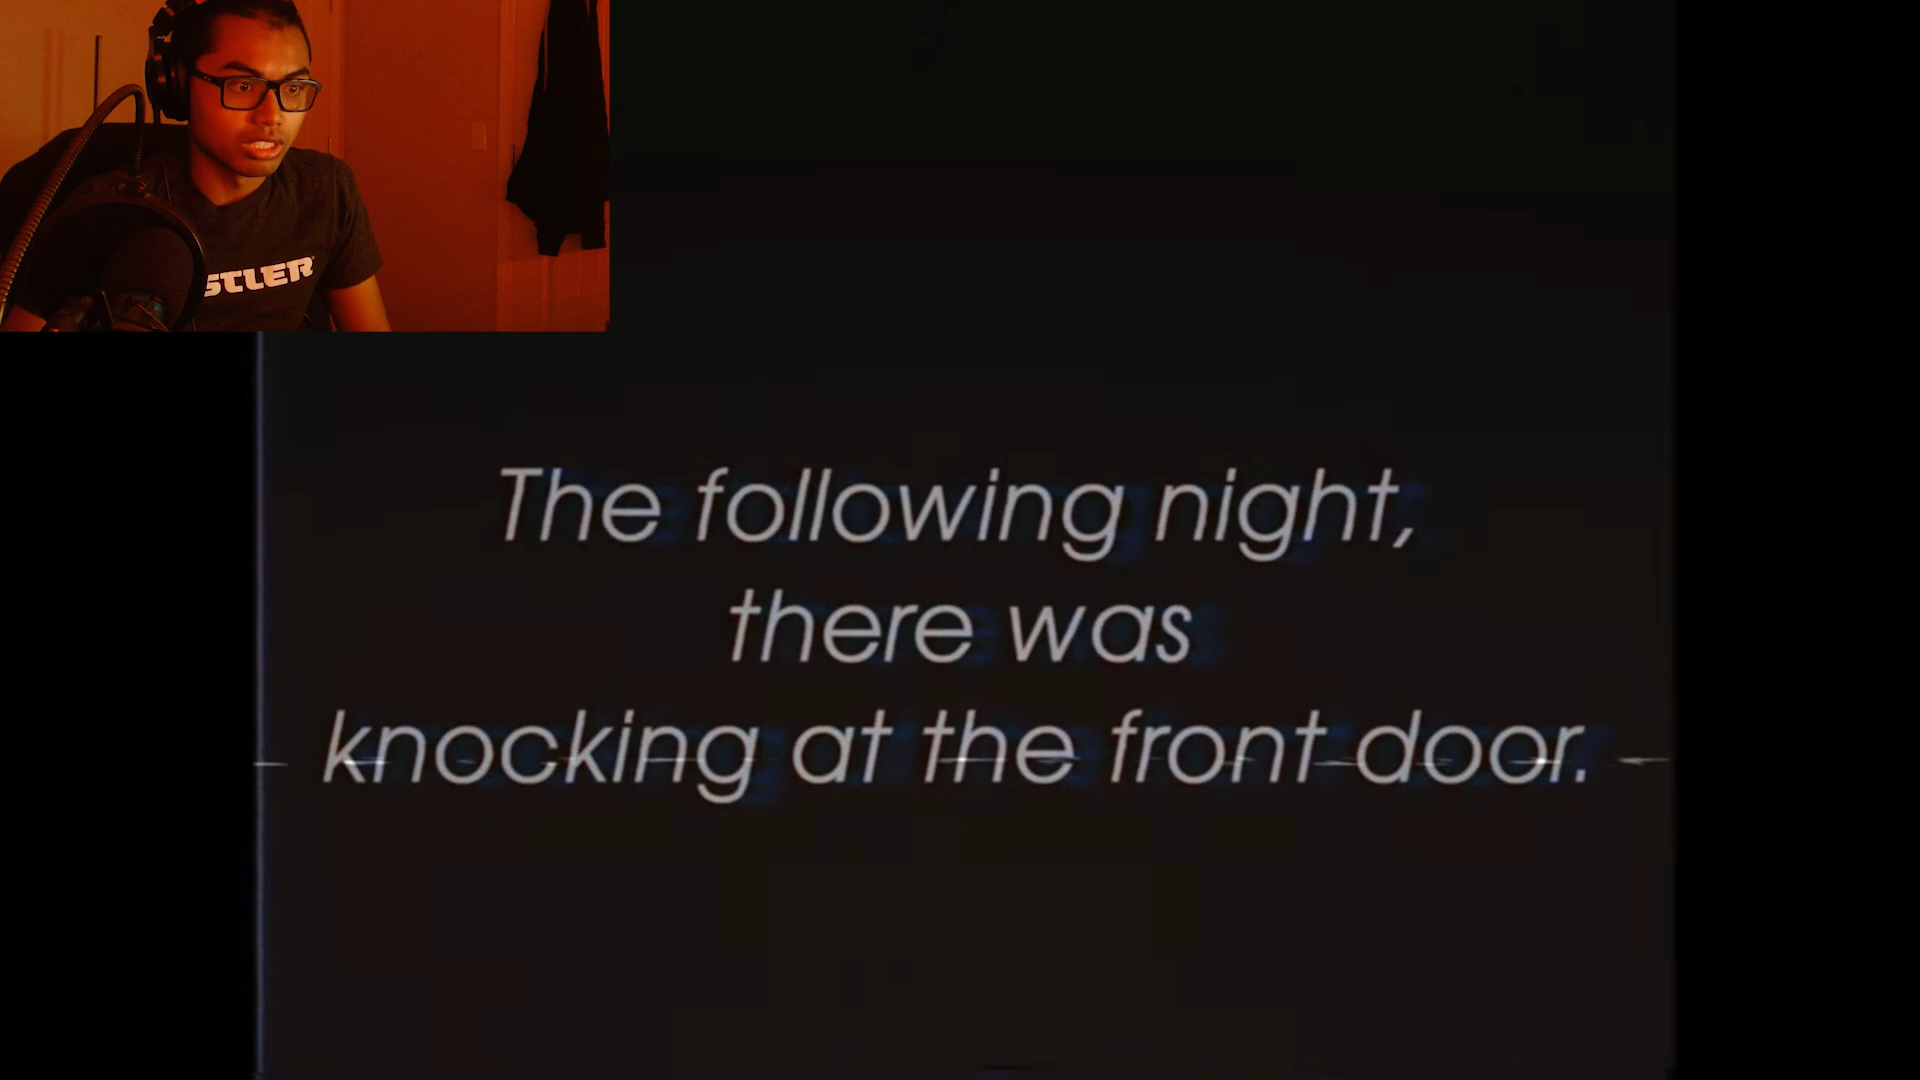 STLER
The following night,
there was
knocking at the front door.